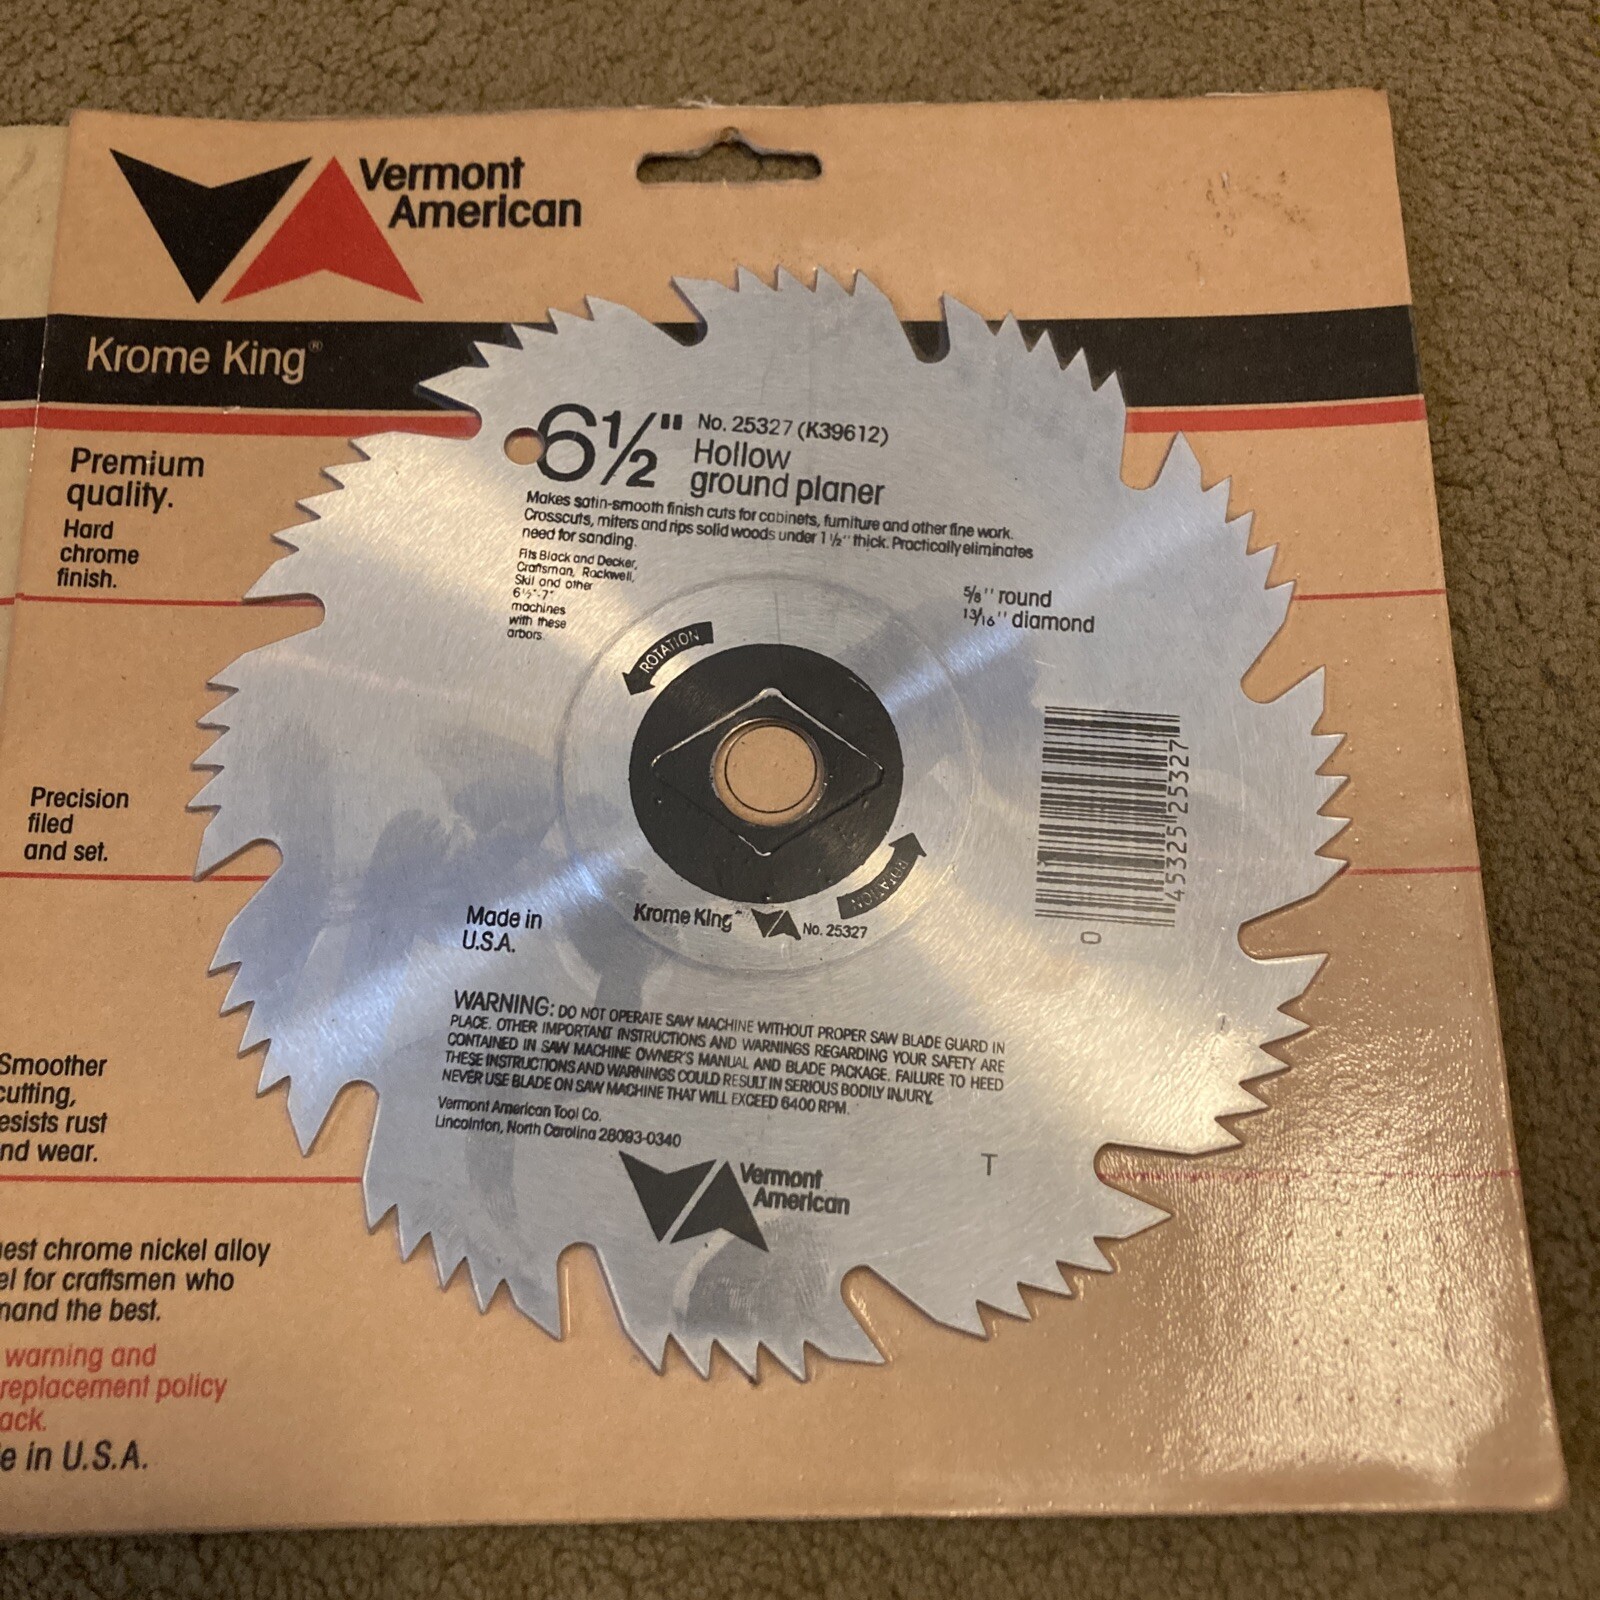 Vermont
American
Krome King®
Premium
quality.
Hard
chrome
finish.
Precision
filed
and set.
Smoother
cutting,
esists rust
nd wear.
est chrome nickel alloy
el for craftsmen who
mand the best.
warning and
replacement policy
ack.
e in U.S.A.
6½" No. 25327 (K39612)
Hollow
ground planer
Makes satin-smooth finish cuts for cabinets, furniture and other fine work.
Crosscuts, miters and rips solid woods under 1½" thick. Practically eliminates
need for sanding.
Fits Black and Decker,
Craftsman, Rockwell,
Skil and other
6½"-7"
machines
with these
arbors.
5/8" round
13/16" diamond
ROTATION
ROTATION
45325 25327
0
Made in
U.S.A.
Krome King™ VA No. 25327
WARNING: DO NOT OPERATE SAW MACHINE WITHOUT PROPER SAW BLADE GUARD IN
PLACE. OTHER IMPORTANT INSTRUCTIONS AND WARNINGS REGARDING YOUR SAFETY ARE
CONTAINED IN SAW MACHINE OWNER'S MANUAL AND BLADE PACKAGE. FAILURE TO HEED
THESE INSTRUCTIONS AND WARNINGS COULD RESULT IN SERIOUS BODILY INJURY.
NEVER USE BLADE ON SAW MACHINE THAT WILL EXCEED 6400 RPM.
Vermont American Tool Co.
Lincolnton, North Carolina 28093-0340
T
Vermont
American